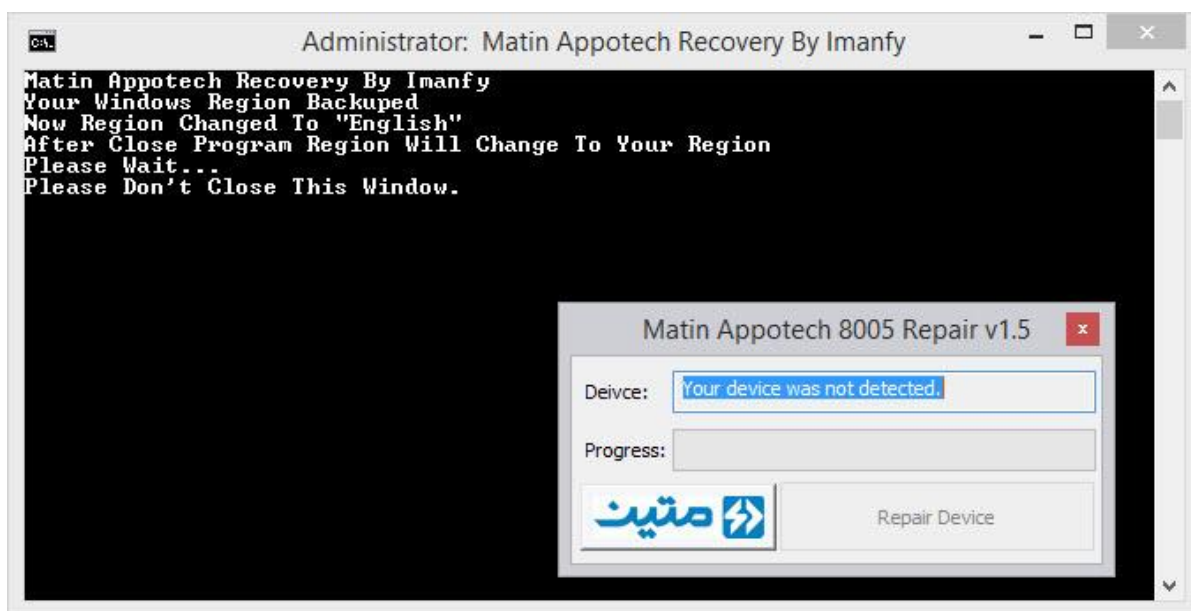 Administrator: Matin Appotech Recovery By Imanfy
Matin Appotech Recovery By Imanfy
Your Windows Region Backuped
Now Region Changed To "English"
After Close Program Region Will Change To Your Region
Please Wait...
Please Don't Close This Window.
Matin Appotech 8005 Repair v1.5
Deivce: Your device was not detected.
Progress:
متین
Repair Device